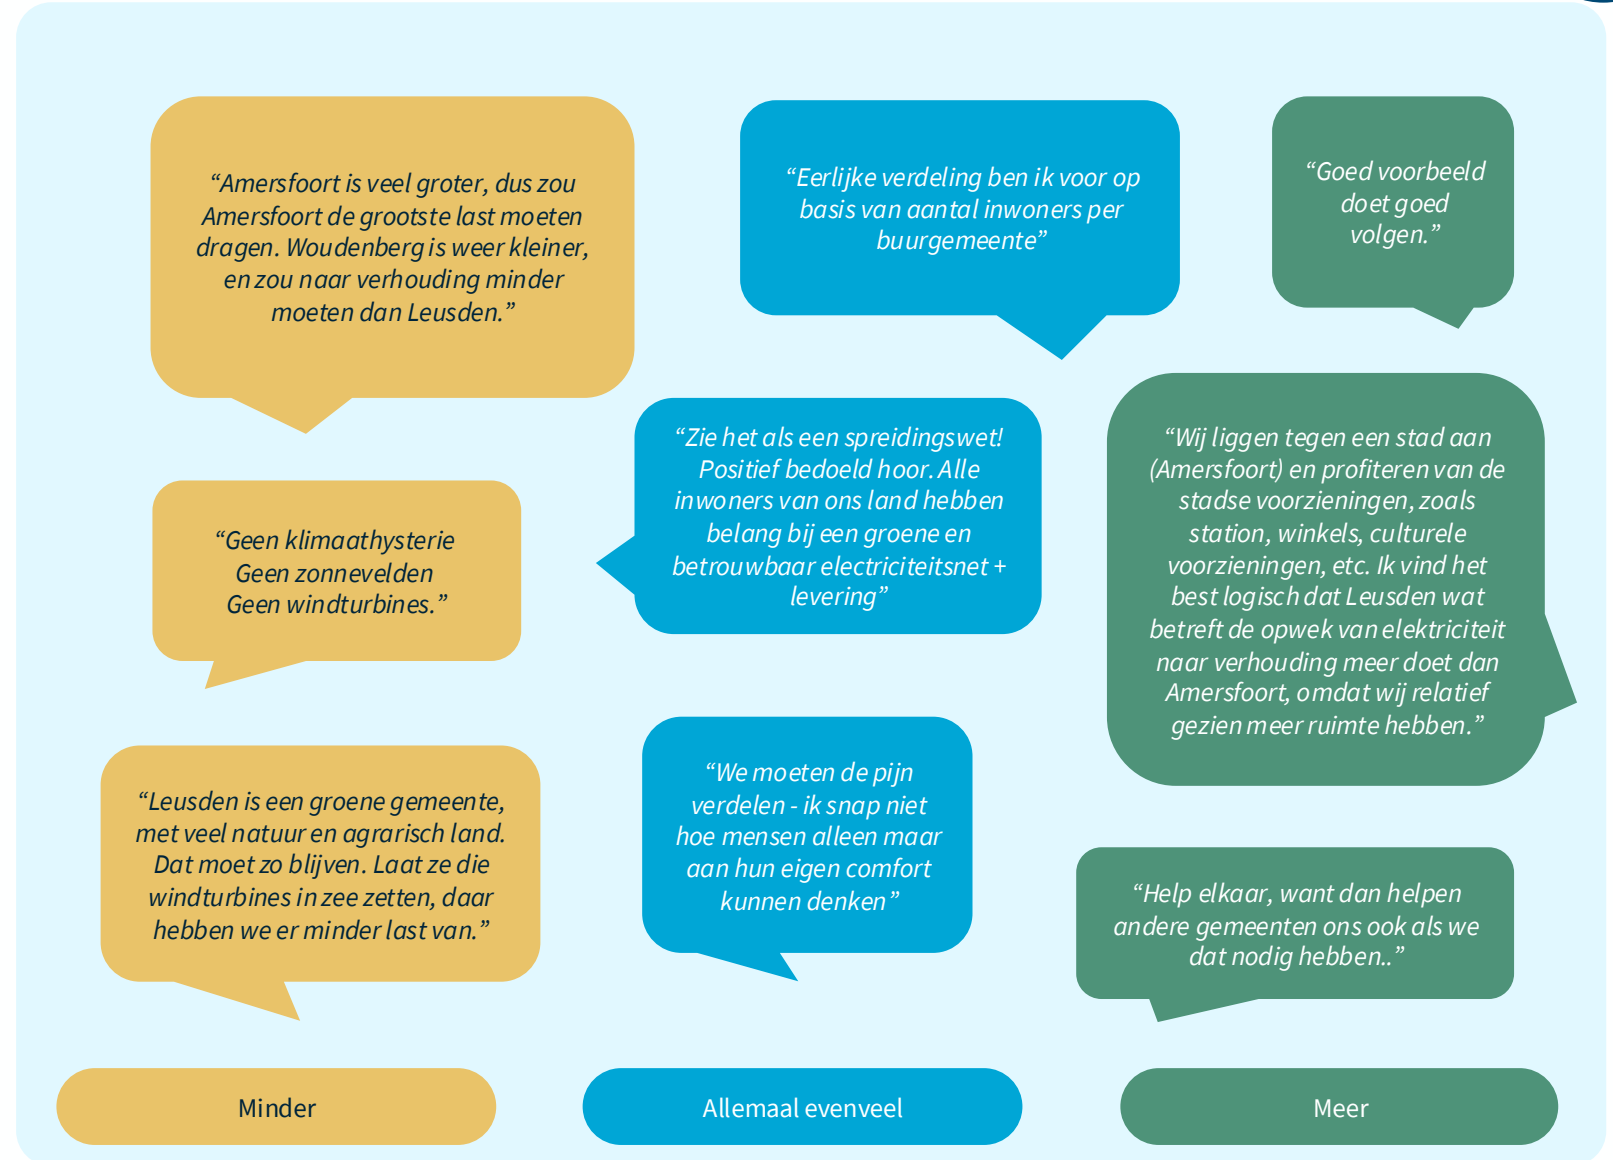 “Amersfoort is veel groter, dus zou
Amersfoort de grootste last moeten
dragen. Woudenberg is weer kleiner,
en zou naar verhouding minder
moeten dan Leusden.”
“Geen klimaathysterie
Geen zonnevelden
Geen windturbines.”
“Leusden is een groene gemeente,
met veel natuur en agrarisch land.
Dat moet zo blijven. Laat ze die
windturbines in zee zetten, daar
hebben we er minder last van.”
Minder
“Eerlijke verdeling ben ik voor op
basis van aantal inwoners per
buurgemeente”
“Zie het als een spreidingswet!
Positief bedoeld hoor. Alle
inwoners van ons land hebben
belang bij een groene en
betrouwbaar electriciteitsnet +
levering”
“We moeten de pijn
verdelen - ik snap niet
hoe mensen alleen maar
aan hun eigen comfort
kunnen denken”
Allemaal evenveel
“Goed voorbeeld
doet goed
volgen.”
“Wij liggen tegen een stad aan
(Amersfoort) en profiteren van de
stadse voorzieningen, zoals
station, winkels, culturele
voorzieningen, etc. Ik vind het
best logisch dat Leusden wat
betreft de opwek van elektriciteit
naar verhouding meer doet dan
Amersfoort, omdat wij relatief
gezien meer ruimte hebben.”
“Help elkaar, want dan helpen
andere gemeenten ons ook als we
dat nodig hebben..”
Meer